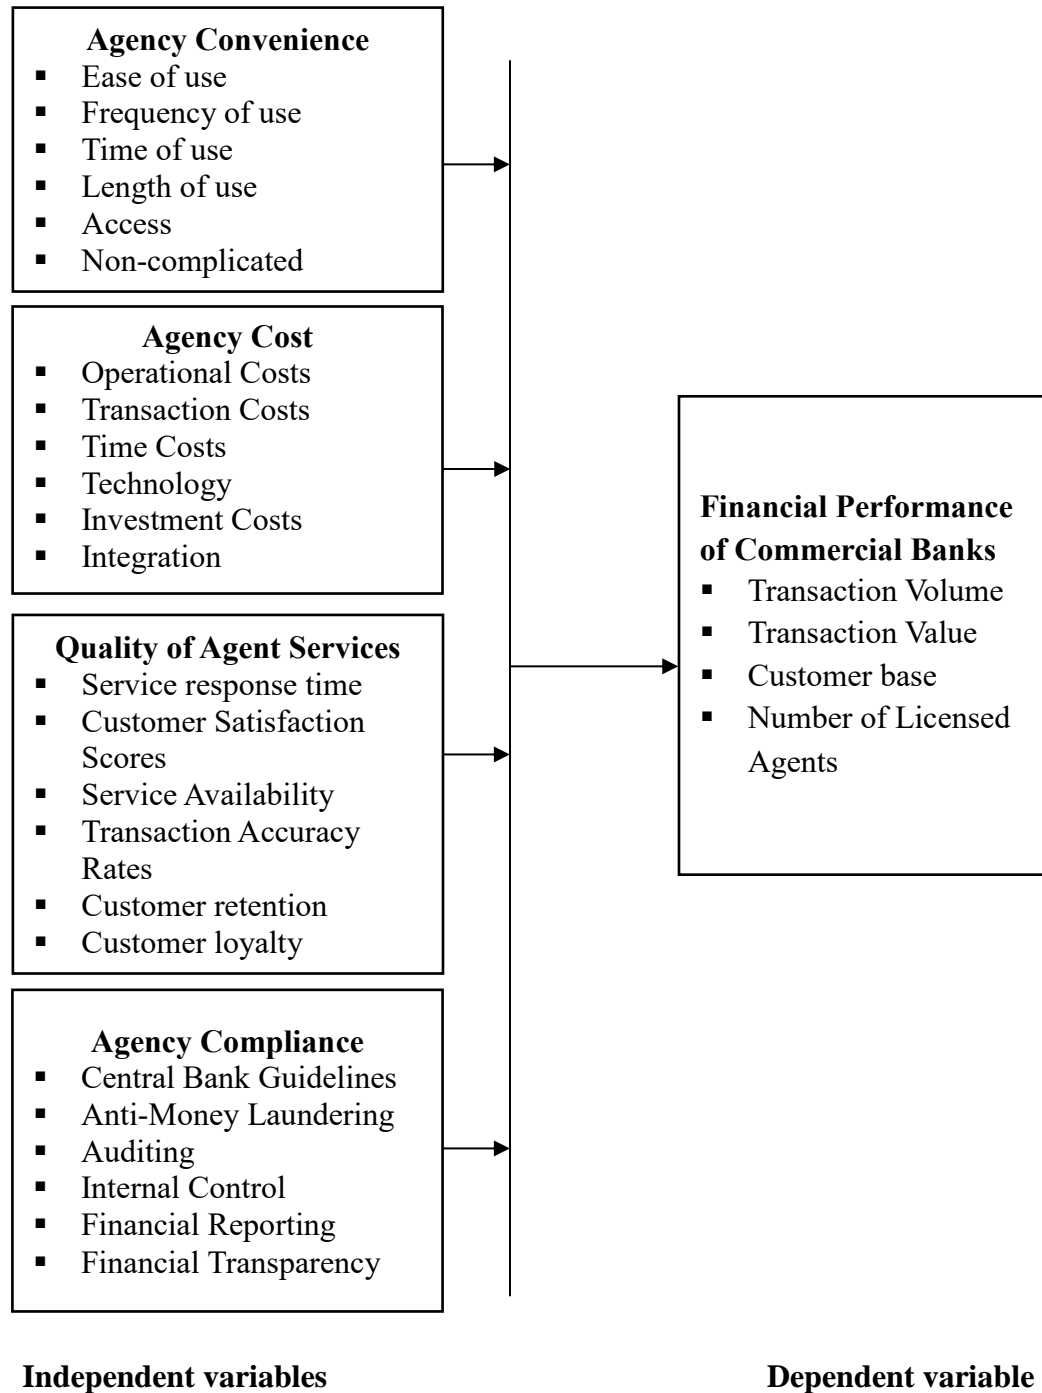 Agency Convenience
▪ Ease of use
▪ Frequency of use
▪ Time of use
▪ Length of use
▪ Access
▪ Non-complicated
Agency Cost
▪ Operational Costs
▪ Transaction Costs
▪ Time Costs
▪ Technology
▪ Investment Costs
▪ Integration
Quality of Agent Services
▪ Service response time
▪ Customer Satisfaction
Scores
▪ Service Availability
▪ Transaction Accuracy
Rates
▪ Customer retention
▪ Customer loyalty
Agency Compliance
▪ Central Bank Guidelines
▪ Anti-Money Laundering
▪ Auditing
▪ Internal Control
▪ Financial Reporting
▪ Financial Transparency
Financial Performance
of Commercial Banks
▪ Transaction Volume
▪ Transaction Value
▪ Customer base
▪ Number of Licensed
Agents
Independent variables
Dependent variable